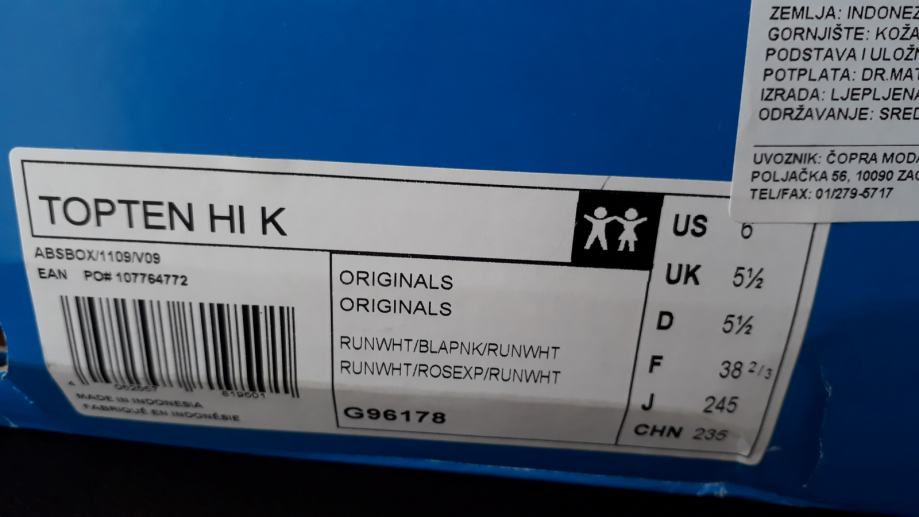 ZEMLJA: INDONEZ
GORNJIŠTE: KOŽA
PODSTAVA I ULOŽN
POTPLATA: DR.MAT
IZRADA: LJEPLJENA
ODRŽAVANJE: SRED
UVOZNIK: ČOPRA MODA
POLJAČKA 56, 10090 ZAG
TEL/FAX: 01/279-5717
TOPTEN HI K
ABSBOX/1109/V09
EAN PO# 107764772
MADE IN INDONESIA
FABRIQUÉ EN INDONÉSIE
ORIGINALS
ORIGINALS
RUNWHT/BLAPNK/RUNWHT
RUNWHT/ROSEXP/RUNWHT
G96178
US 6
UK 5½
D 5½
F 38 2/3
J 245
CHN 235